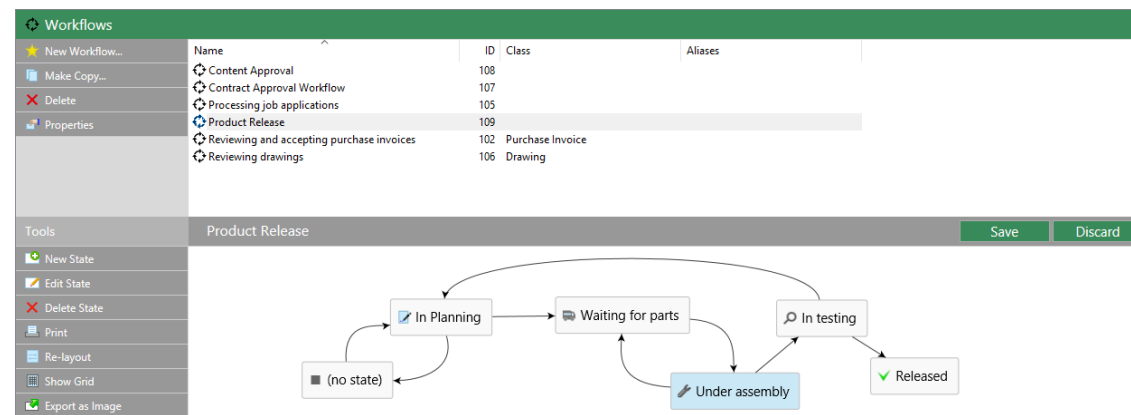 Workflows
New Workflow...
Make Copy...
Delete
Properties
Name ID Class Aliases
Content Approval 108
Contract Approval Workflow 107
Processing job applications 105
Product Release 109
Reviewing and accepting purchase invoices 102 Purchase Invoice
Reviewing drawings 106 Drawing
Tools
Product Release Save Discard
New State
Edit State
Delete State
Print
Re-layout
Show Grid
Export as Image
In Planning
Waiting for parts
In testing
(no state)
Under assembly
Released